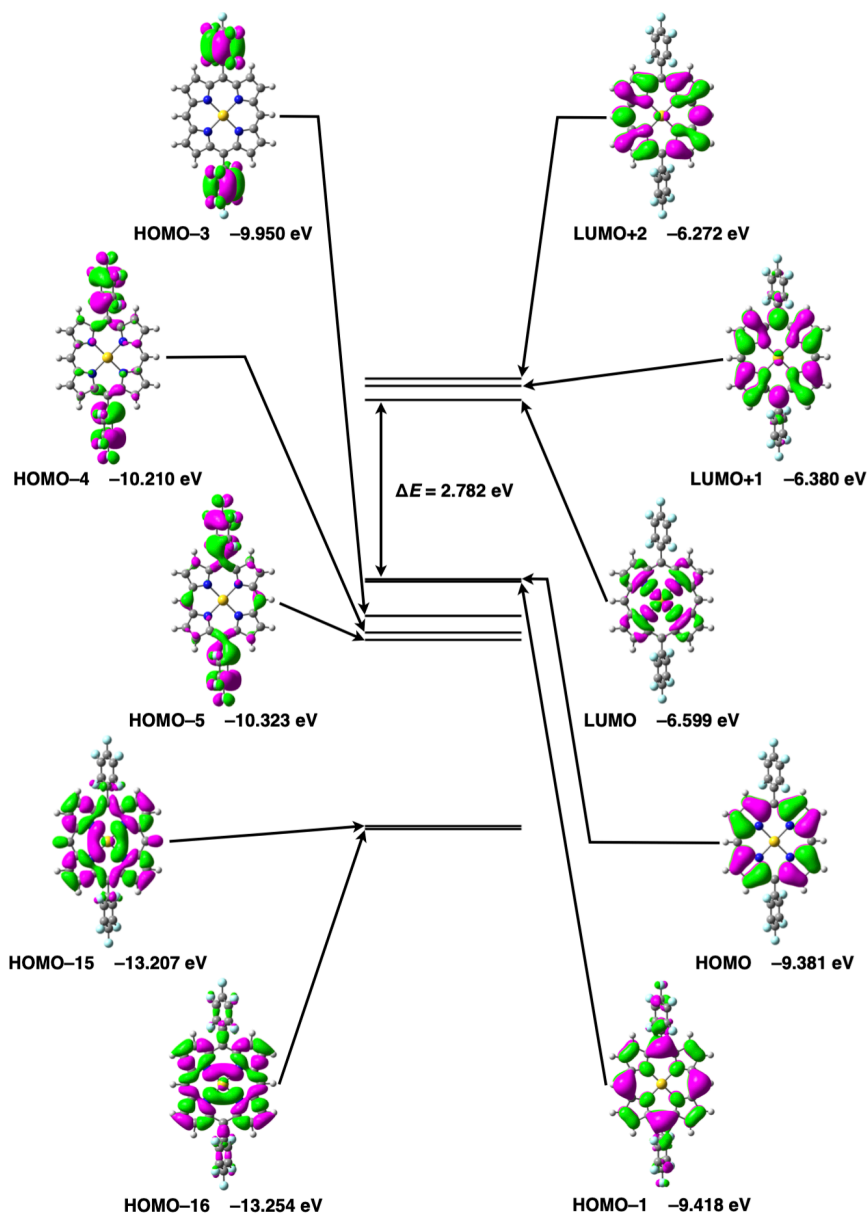 HOMO–3 –9.950 eV
LUMO+2 –6.272 eV
HOMO–4 –10.210 eV
LUMO+1 –6.380 eV
ΔE = 2.782 eV
HOMO–5 –10.323 eV
LUMO –6.599 eV
HOMO–15 –13.207 eV
HOMO –9.381 eV
HOMO–16 –13.254 eV
HOMO–1 –9.418 eV